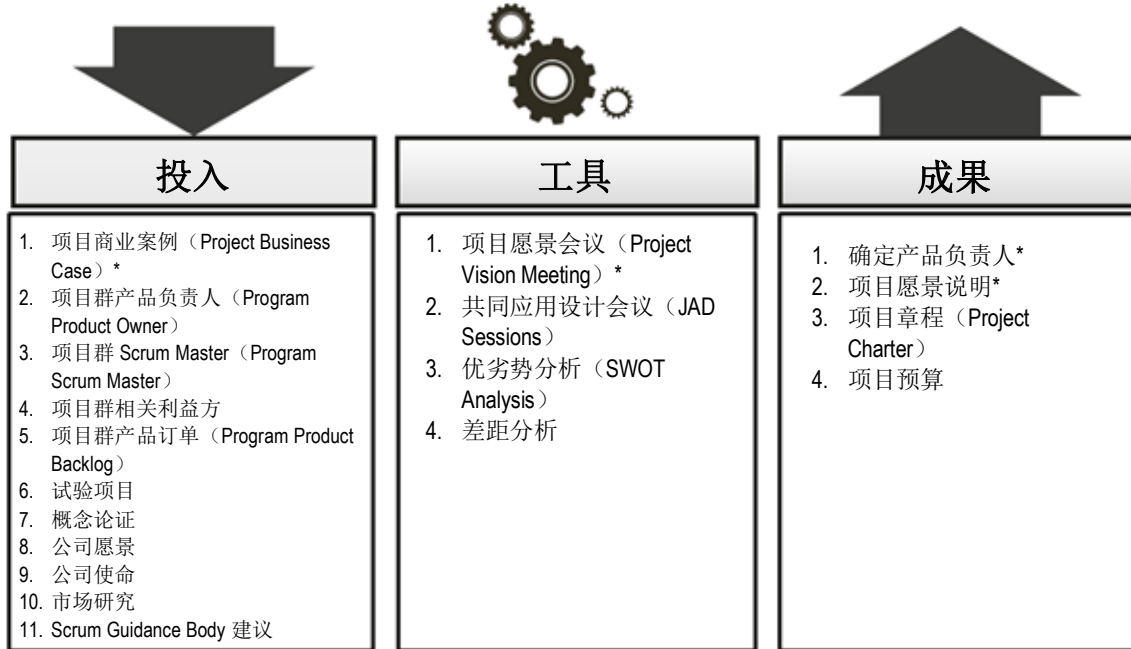 投入
1. 项目商业案例（Project Business
Case）*
2. 项目群产品负责人（Program
Product Owner）
3. 项目群 Scrum Master（Program
Scrum Master）
4. 项目群相关利益方
5. 项目群产品订单（Program Product
Backlog）
6. 试验项目
7. 概念论证
8. 公司愿景
9. 公司使命
10. 市场研究
11. Scrum Guidance Body 建议
工具
1. 项目愿景会议（Project
Vision Meeting）*
2. 共同应用设计会议（JAD
Sessions）
3. 优劣势分析（SWOT
Analysis）
4. 差距分析
成果
1. 确定产品负责人*
2. 项目愿景说明*
3. 项目章程（Project
Charter）
4. 项目预算